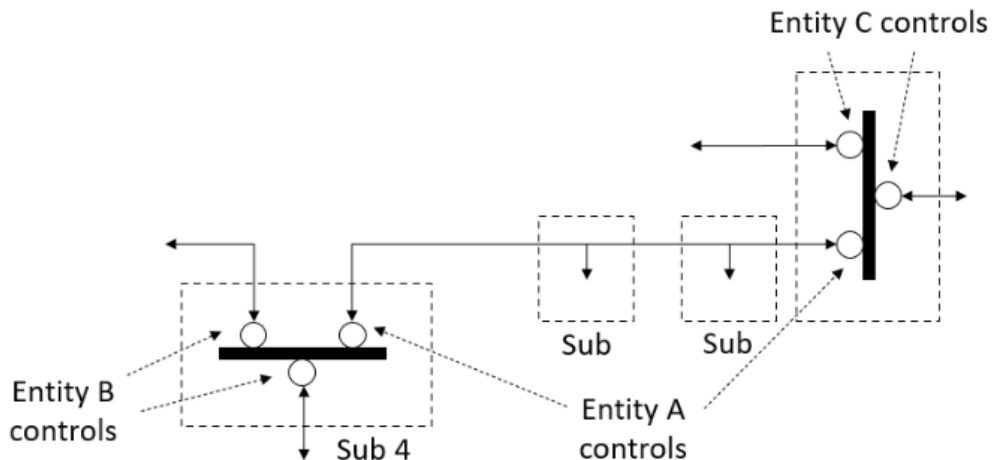 Entity C controls
Sub
Sub
Entity B
controls
Entity A
controls
Sub 4